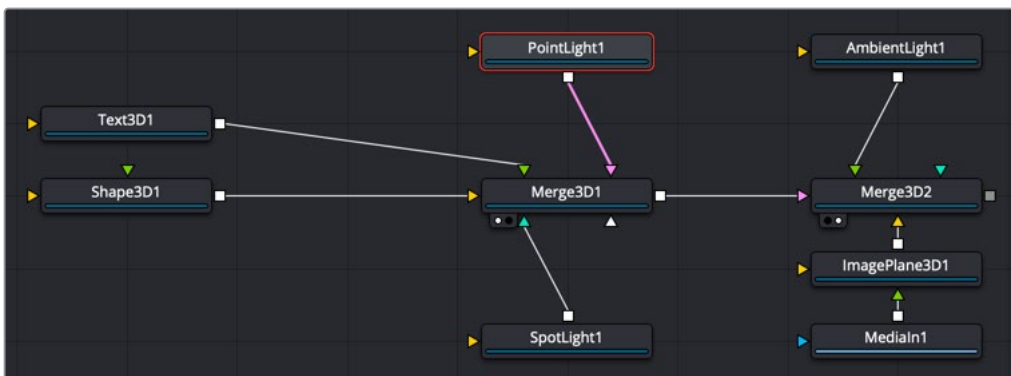 PointLight1
AmbientLight1
Text3D1
Shape3D1
Merge3D1
Merge3D2
ImagePlane3D1
SpotLight1
MediaIn1